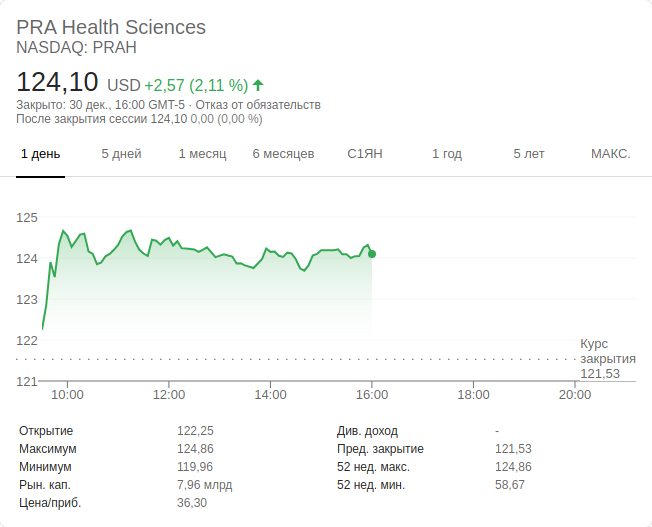 PRA Health Sciences
NASDAQ: PRAH
124,10 USD +2,57 (2,11 %)
Закрыто: 30 дек., 16:00 GMT-5 · Отказ от обязательств
После закрытия сессии 124,10 0,00 (0,00 %)
1 день 5 дней 1 месяц 6 месяцев С1ЯН 1 год 5 лет МАКС.
125
124
123
122
Курс
закрытия
121,53
121
10:00 12:00 14:00 16:00 18:00 20:00
Открытие 122,25 Див. доход -
Максимум 124,86 Пред. закрытие 121,53
Минимум 119,96 52 нед. макс. 124,86
Рын. кап. 7,96 млрд 52 нед. мин. 58,67
Цена/приб. 36,30